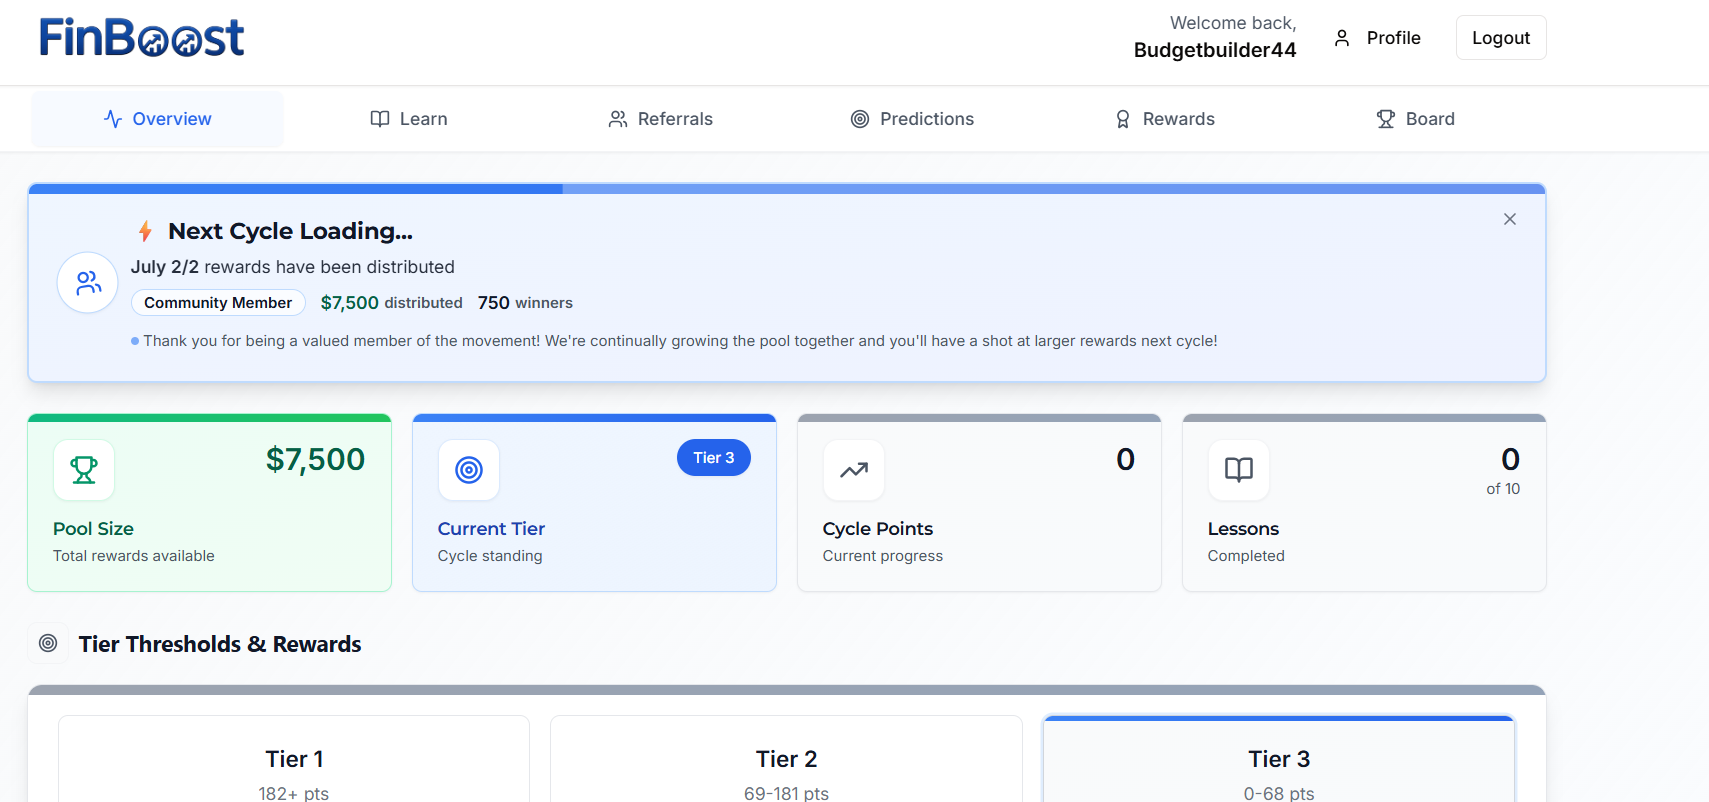 FinBoost
Welcome back,
Budgetbuilder44
Profile
Logout
Overview
Learn
Referrals
Predictions
Rewards
Board
Next Cycle Loading...
July 2/2 rewards have been distributed
Community Member $7,500 distributed 750 winners
Thank you for being a valued member of the movement! We're continually growing the pool together and you'll have a shot at larger rewards next cycle!
$7,500
Pool Size
Total rewards available
Tier 3
Current Tier
Cycle standing
0
Cycle Points
Current progress
0
of 10
Lessons
Completed
Tier Thresholds & Rewards
Tier 1
182+ pts
Tier 2
69-181 pts
Tier 3
0-68 pts